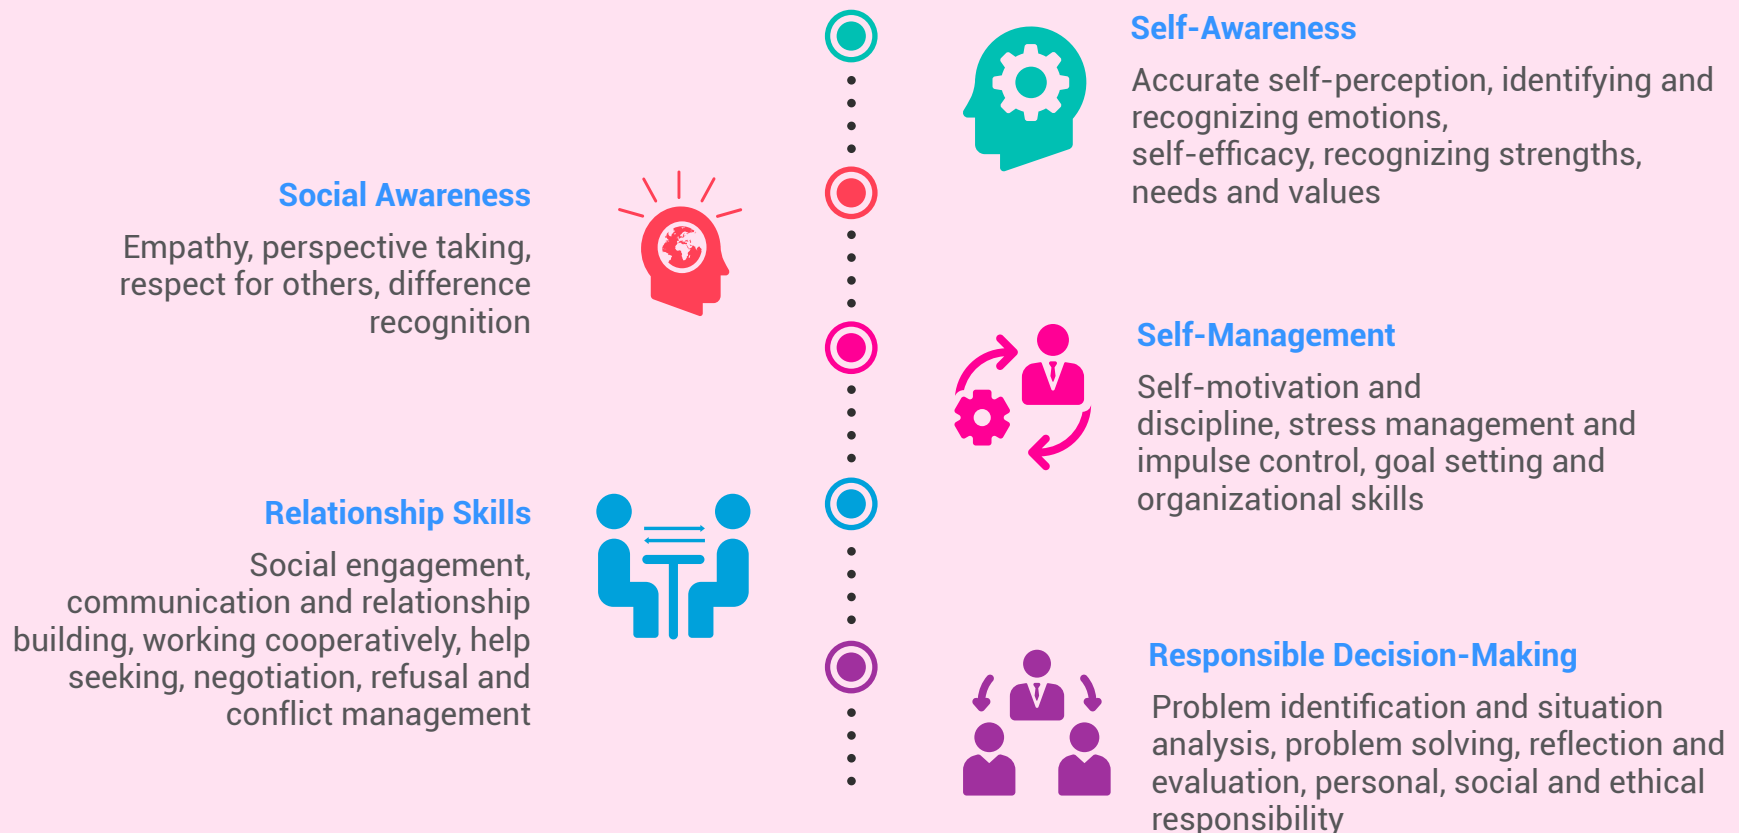 Self-Awareness
Accurate self-perception, identifying and
recognizing emotions,
self-efficacy, recognizing strengths,
needs and values
Social Awareness
Empathy, perspective taking,
respect for others, difference
recognition
Self-Management
Self-motivation and
discipline, stress management and
impulse control, goal setting and
organizational skills
Relationship Skills
Social engagement,
communication and relationship
building, working cooperatively, help
seeking, negotiation, refusal and
conflict management
Responsible Decision-Making
Problem identification and situation
analysis, problem solving, reflection and
evaluation, personal, social and ethical
responsibility